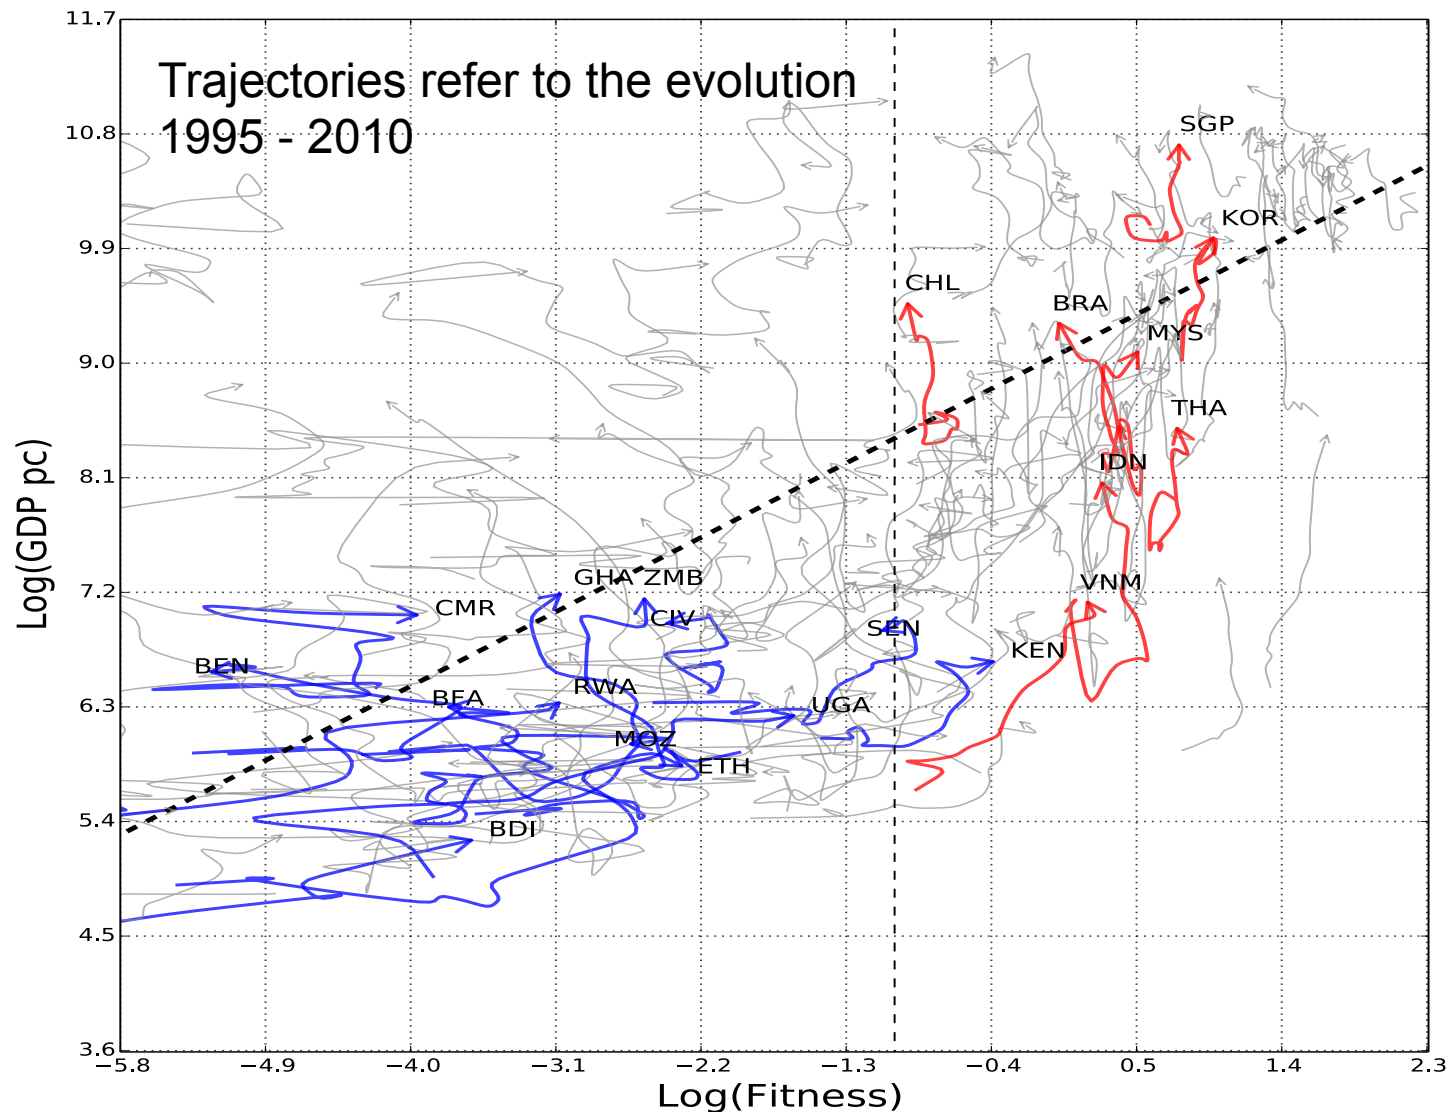 Trajectories refer to the evolution
1995 - 2010
11.7
10.8
9.9
9.0
8.1
7.2
6.3
5.4
4.5
3.6
Log(GDP pc)
SGP
KOR
CHL
BRA
MYS
THA
IDN
VNM
GHA ZMB
CMR
CIV
SEN
KEN
BEN
RWA
BFA
UGA
MOZ
ETH
BDI
−5.8 −4.9 −4.0 −3.1 −2.2 −1.3 −0.4 0.5 1.4 2.3
Log(Fitness)